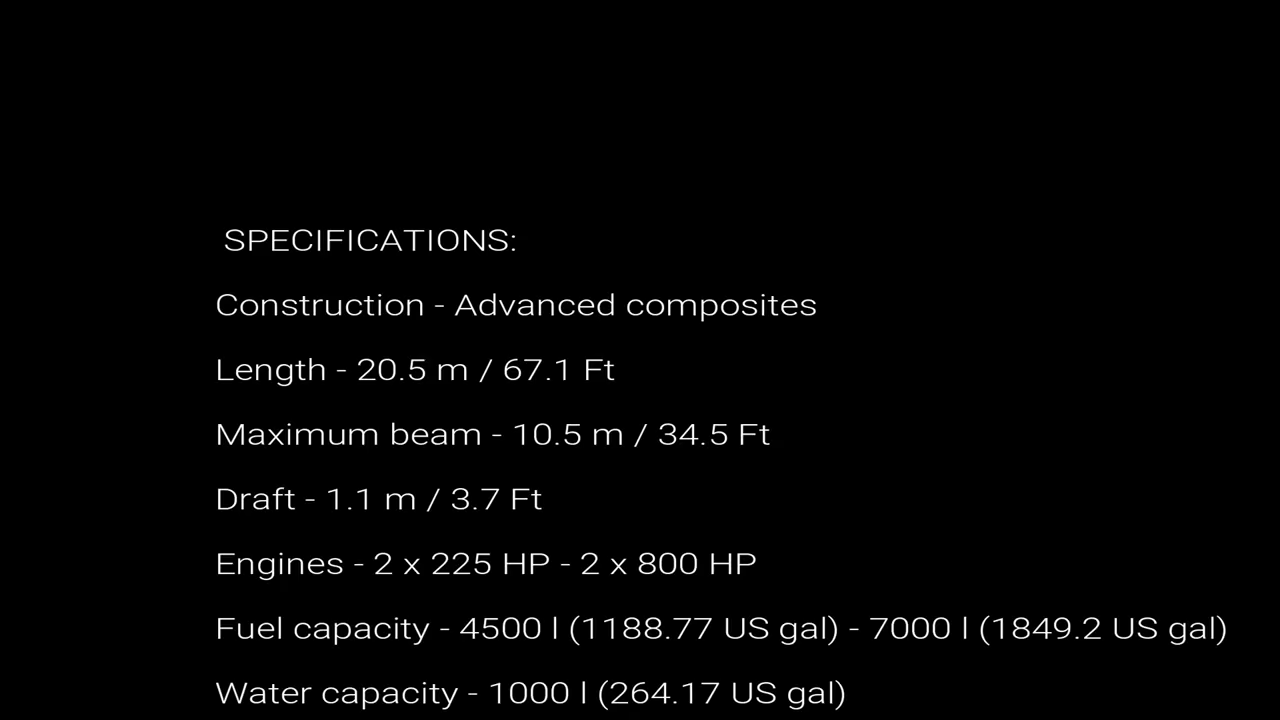 SPECIFICATIONS:
Construction - Advanced composites
Length - 20.5 m / 67.1 Ft
Maximum beam - 10.5 m / 34.5 Ft
Draft - 1.1 m / 3.7 Ft
Engines - 2 x 225 HP - 2 x 800 HP
Fuel capacity - 4500 l (1188.77 US gal) - 7000 l (1849.2 US gal)
Water capacity - 1000 l (264.17 US gal)